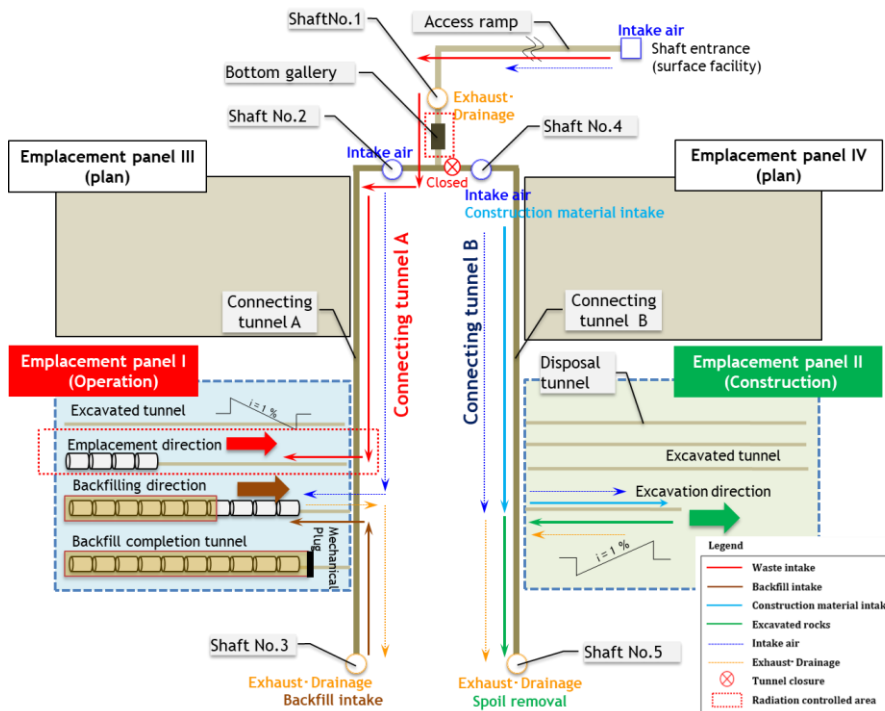 ShaftNo.1
Access ramp
Intake air
Shaft entrance
(surface facility)
Bottom gallery
Exhaust・
Drainage
Shaft No.2
Shaft No.4
Intake air
Closed
Intake air
Construction material intake
Emplacement panel III
(plan)
Emplacement panel IV
(plan)
Connecting tunnel A
Connecting tunnel B
Connecting
tunnel A
Connecting
tunnel B
Emplacement panel I
(Operation)
Disposal
tunnel
Emplacement panel II
(Construction)
Excavated tunnel
i = 1 %
Emplacement direction
Backfilling direction
Backfill completion tunnel
Mechanical
Plug
Excavated tunnel
Excavation direction
i = 1 %
Shaft No.3
Exhaust・Drainage
Backfill intake
Shaft No.5
Exhaust・Drainage
Spoil removal
Legend
Waste intake
Backfill intake
Construction material intake
Excavated rocks
Intake air
Exhaust・Drainage
Tunnel closure
Radiation controlled area